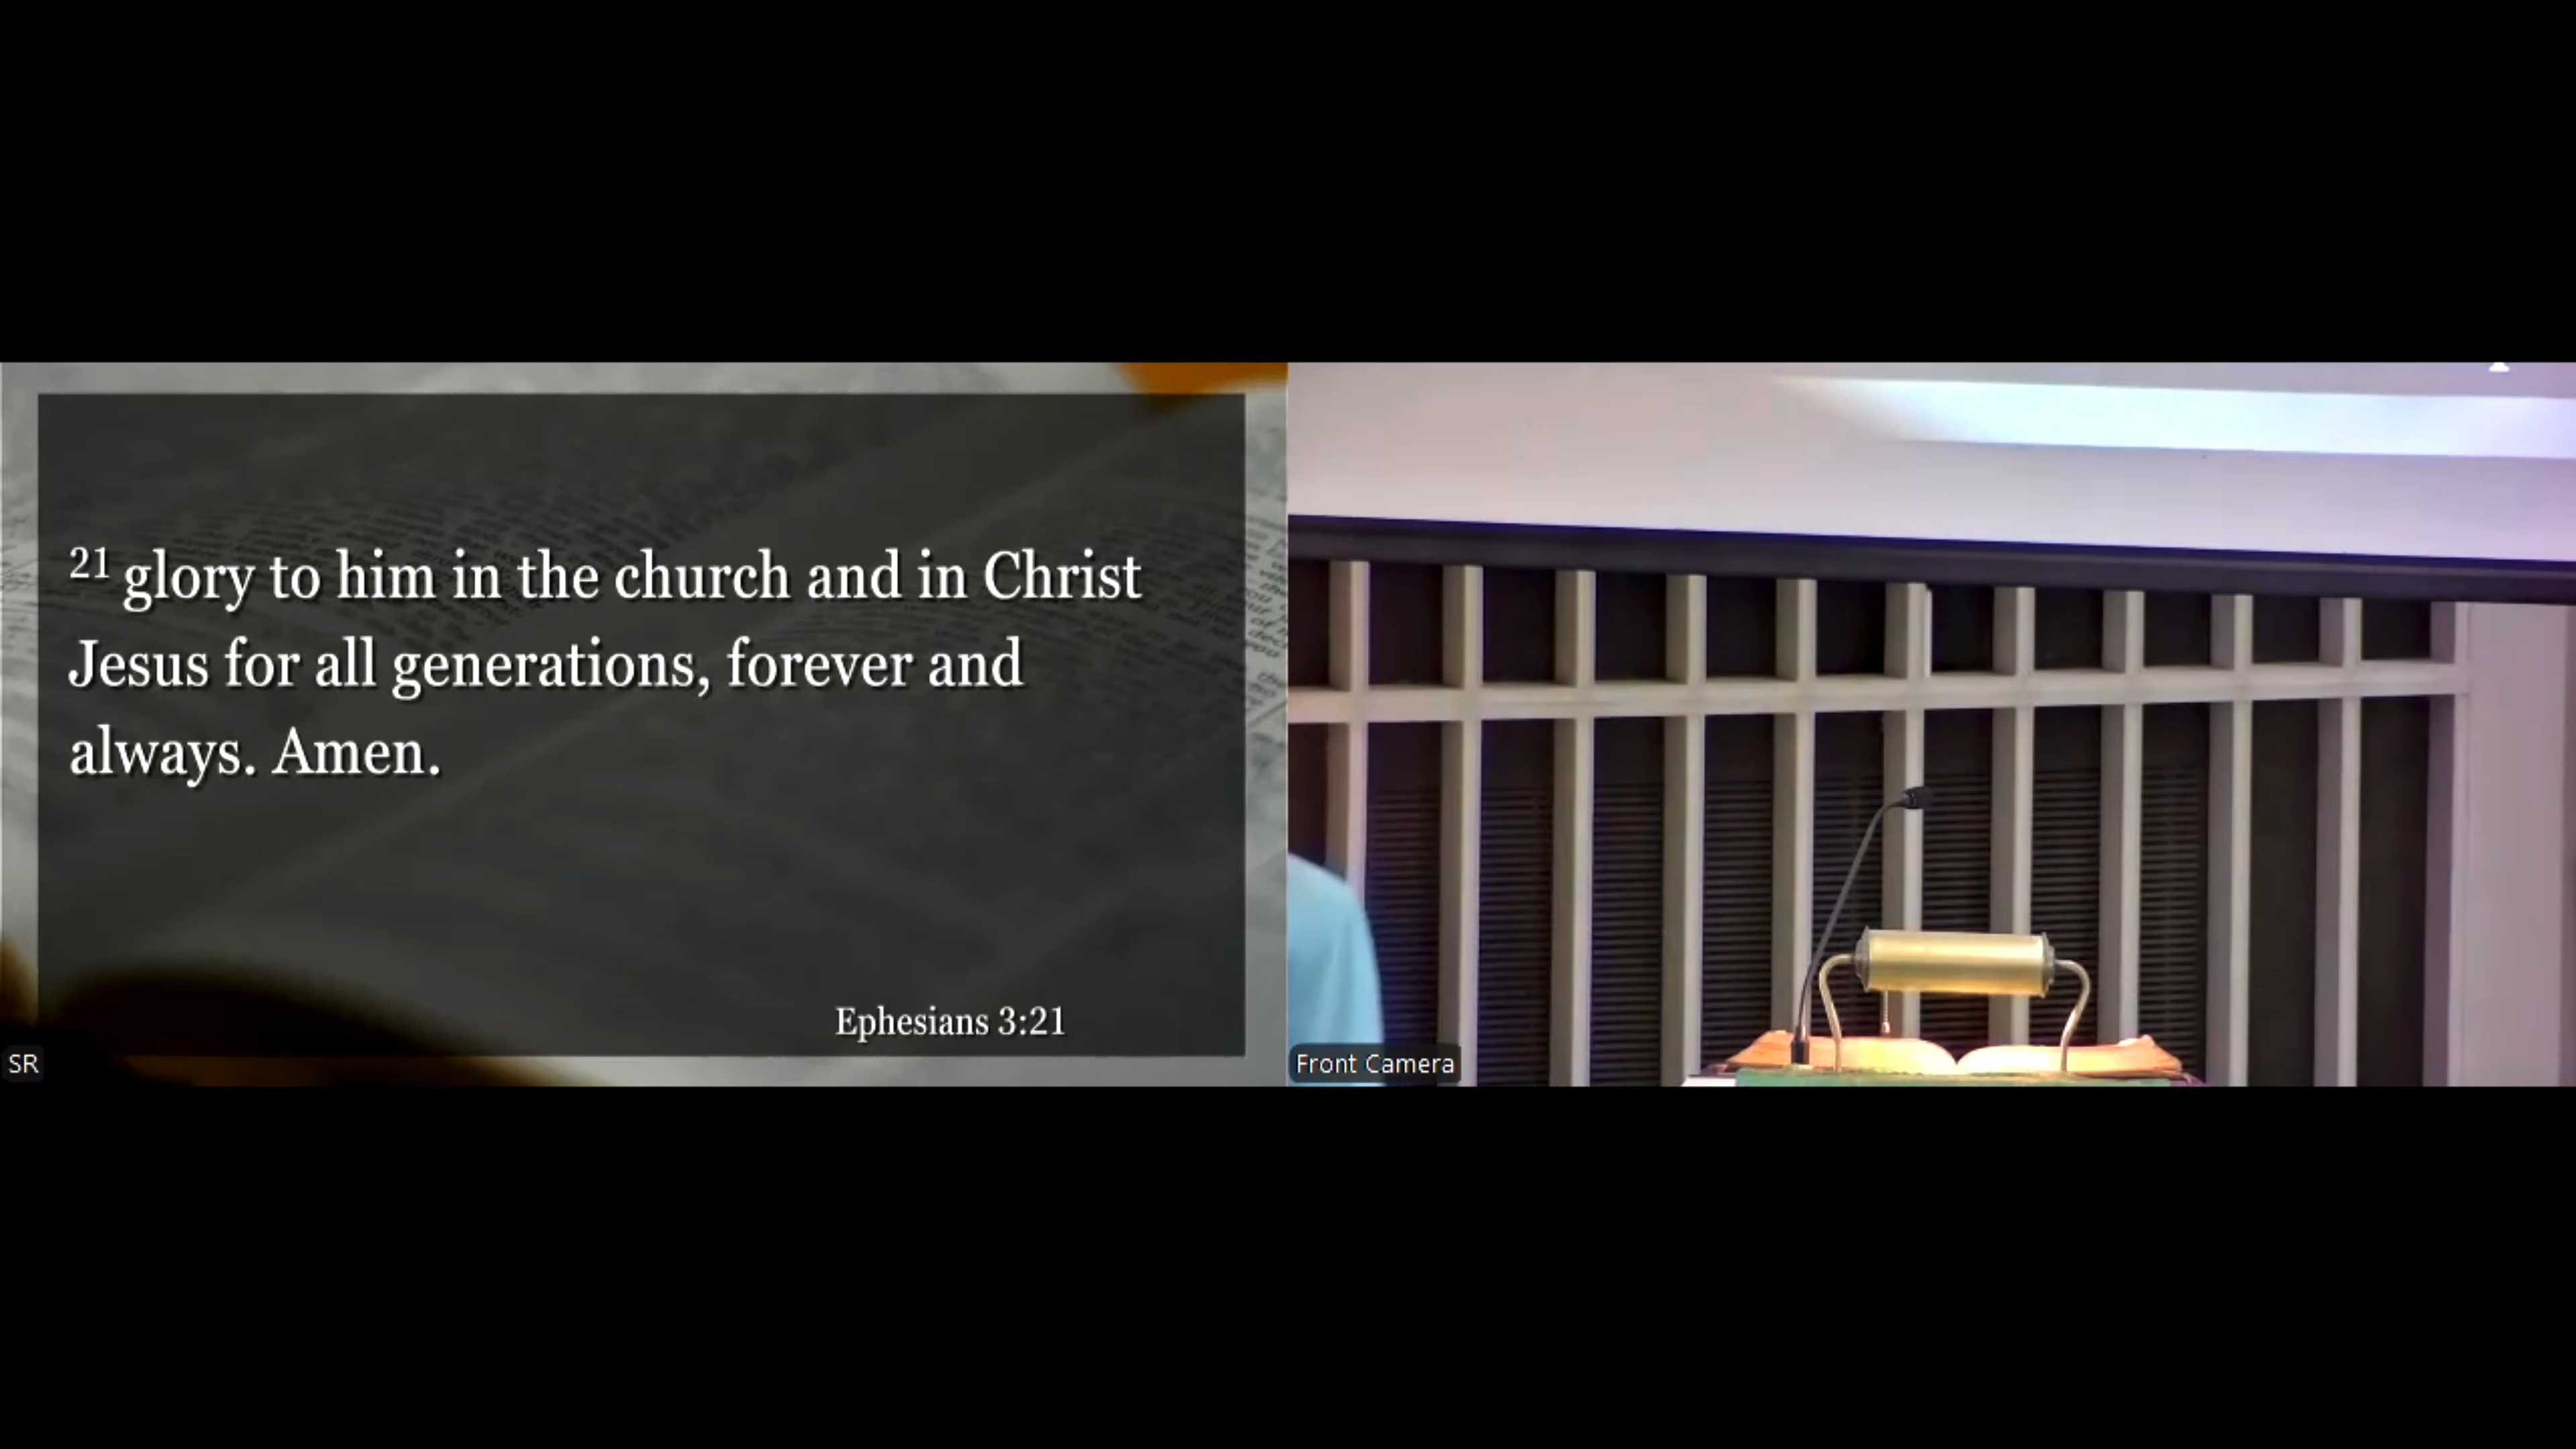 21 glory to him in the church and in Christ
Jesus for all generations, forever and
always. Amen.
Ephesians 3:21
SR
Front Camera